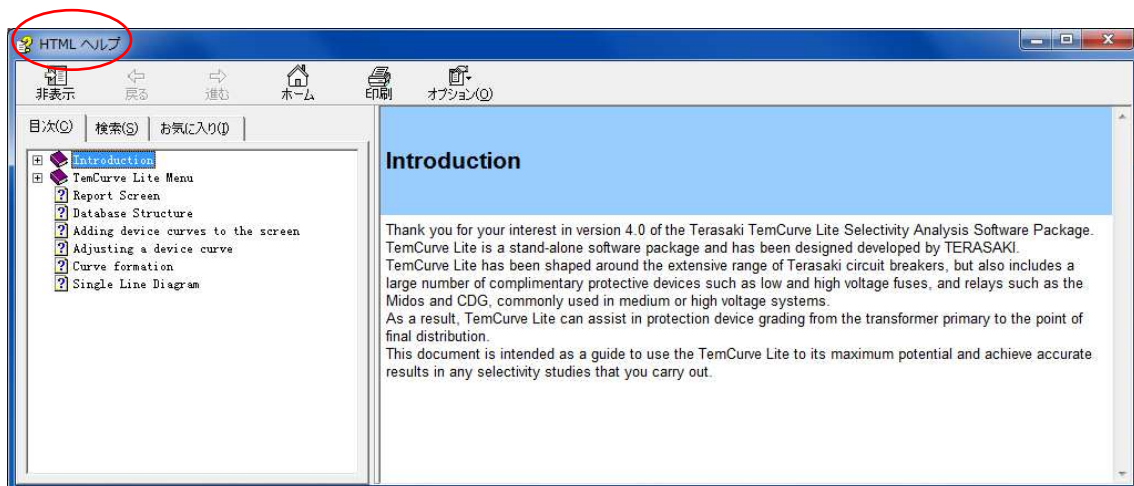 HTML ヘルプ
非表示 戻る 進む ホーム 印刷 オプション(O)
目次(C) 検索(S) お気に入り(I)
Introduction
TemCurve Lite Menu
Report Screen
Database Structure
Adding device curves to the screen
Adjusting a device curve
Curve formation
Single Line Diagram
Introduction
Thank you for your interest in version 4.0 of the Terasaki TemCurve Lite Selectivity Analysis Software Package.
TemCurve Lite is a stand-alone software package and has been designed developed by TERASAKI.
TemCurve Lite has been shaped around the extensive range of Terasaki circuit breakers, but also includes a
large number of complimentary protective devices such as low and high voltage fuses, and relays such as the
Midos and CDG, commonly used in medium or high voltage systems.
As a result, TemCurve Lite can assist in protection device grading from the transformer primary to the point of
final distribution.
This document is intended as a guide to use the TemCurve Lite to its maximum potential and achieve accurate
results in any selectivity studies that you carry out.